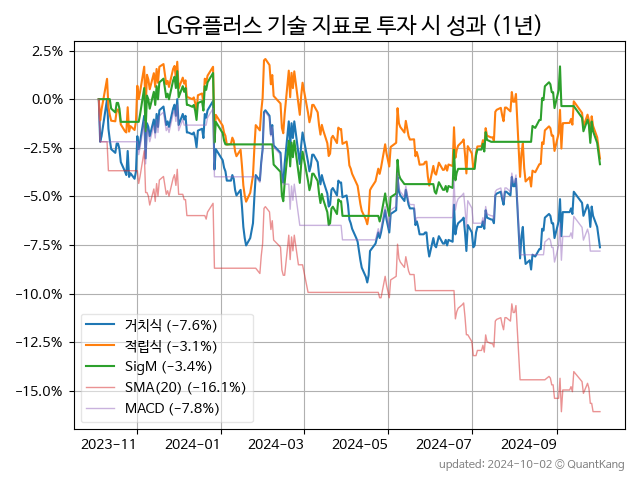 LG유플러스 기술 지표로 투자 시 성과 (1년)
2.5%
0.0%
−2.5%
−5.0%
−7.5%
−10.0%
−12.5%
−15.0%
거치식 (−7.6%)
적립식 (−3.1%)
SigM (−3.4%)
SMA(20) (−16.1%)
MACD (−7.8%)
2023-11 2024-01 2024-03 2024-05 2024-07 2024-09
updated: 2024-10-02 ⓒ QuantKang